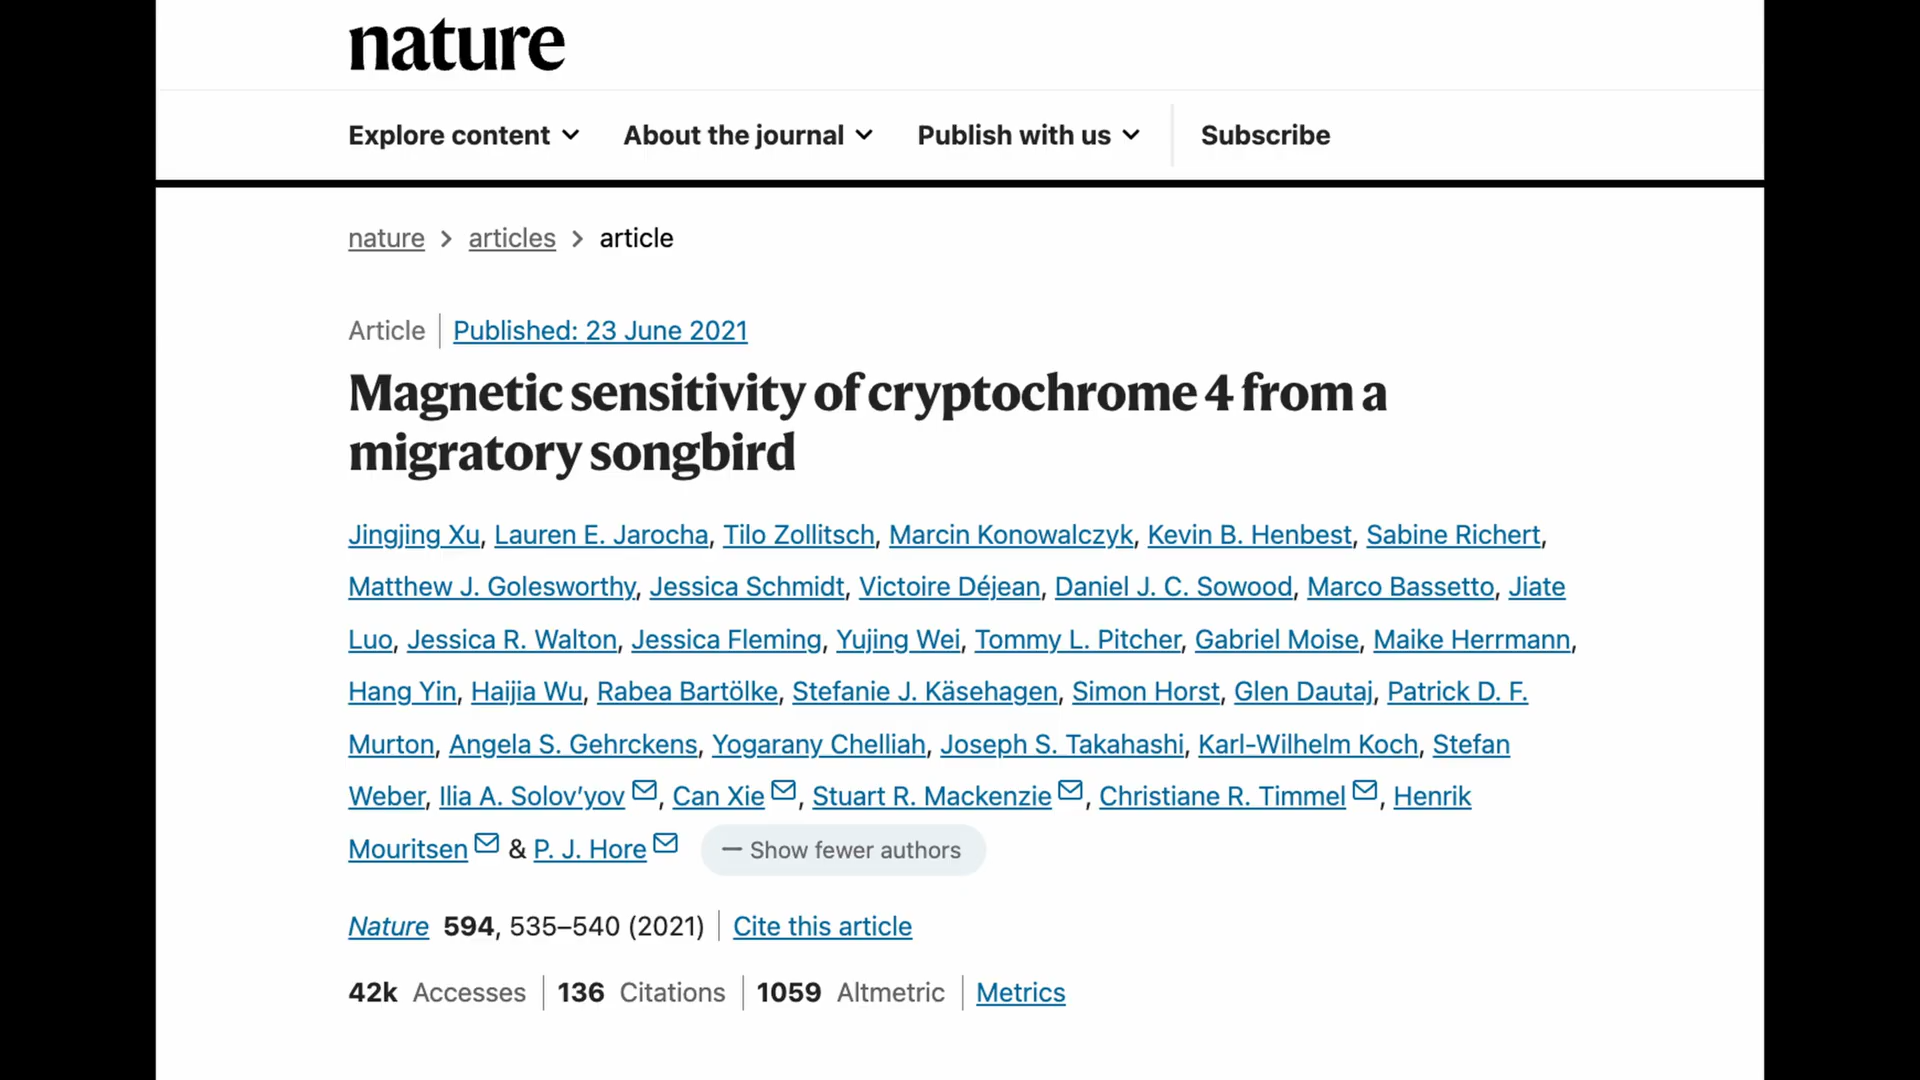 nature
Explore content About the journal Publish with us Subscribe
nature > articles > article
Article Published: 23 June 2021
Magnetic sensitivity of cryptochrome 4 from a
migratory songbird
Jingjing Xu, Lauren E. Jarocha, Tilo Zollitsch, Marcin Konowalczyk, Kevin B. Henbest, Sabine Richert,
Matthew J. Golesworthy, Jessica Schmidt, Victoire Déjean, Daniel J. C. Sowood, Marco Bassetto, Jiate
Luo, Jessica R. Walton, Jessica Fleming, Yujing Wei, Tommy L. Pitcher, Gabriel Moise, Maike Herrmann,
Hang Yin, Haijia Wu, Rabea Bartölke, Stefanie J. Käsehagen, Simon Horst, Glen Dautaj, Patrick D. F.
Murton, Angela S. Gehrckens, Yogarany Chelliah, Joseph S. Takahashi, Karl-Wilhelm Koch, Stefan
Weber, Ilia A. Solov’yov, Can Xie, Stuart R. Mackenzie, Christiane R. Timmel, Henrik
Mouritsen & P. J. Hore — Show fewer authors
Nature 594, 535–540 (2021) Cite this article
42k Accesses 136 Citations 1059 Altmetric Metrics